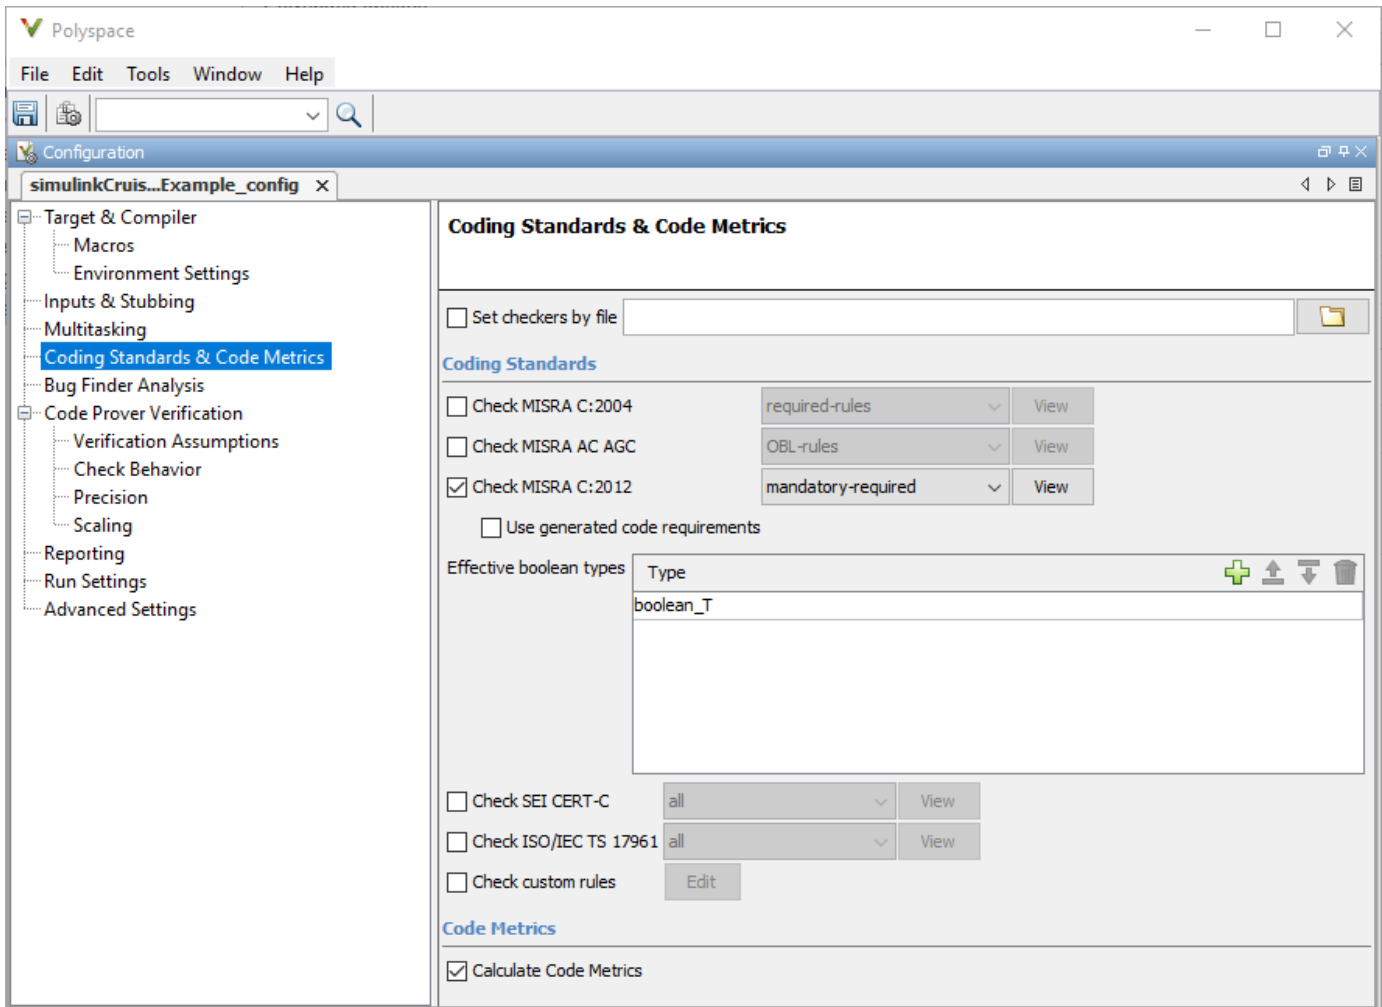 Polyspace
File Edit Tools Window Help
Configuration
simulinkCruis...Example_config
Target & Compiler
Macros
Environment Settings
Inputs & Stubbing
Multitasking
Coding Standards & Code Metrics
Bug Finder Analysis
Code Prover Verification
Verification Assumptions
Check Behavior
Precision
Scaling
Reporting
Run Settings
Advanced Settings
Coding Standards & Code Metrics
Set checkers by file
Coding Standards
Check MISRA C:2004 required-rules View
Check MISRA AC AGC OBL-rules View
Check MISRA C:2012 mandatory-required View
Use generated code requirements
Effective boolean types Type
boolean_T
Check SEI CERT-C all View
Check ISO/IEC TS 17961 all View
Check custom rules Edit
Code Metrics
Calculate Code Metrics